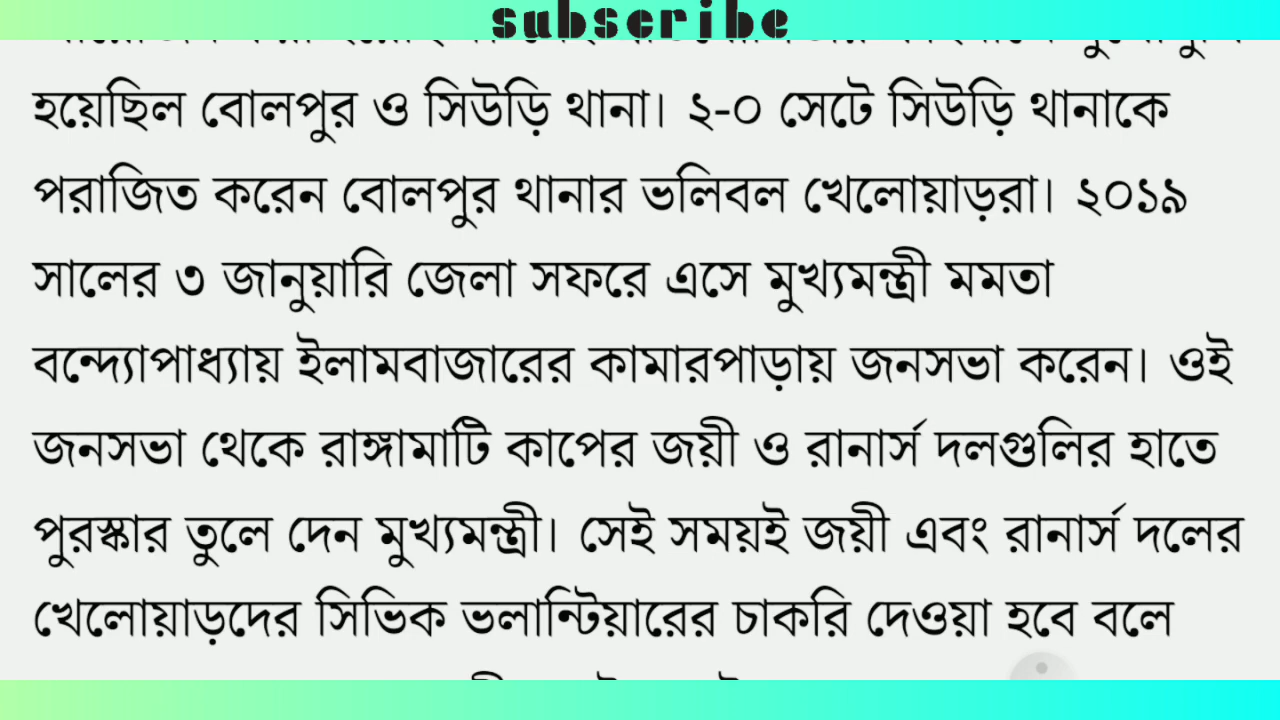 subscribe
হয়েছিল বোলপুর ও সিউড়ি থানা। ২-০ সেটে সিউড়ি থানাকে
পরাজিত করেন বোলপুর থানার ভলিবল খেলোয়াড়রা। ২০১৯
সালের ৩ জানুয়ারি জেলা সফরে এসে মুখ্যমন্ত্রী মমতা
বন্দ্যোপাধ্যায় ইলামবাজারের কামারপাড়ায় জনসভা করেন। ওই
জনসভা থেকে রাঙ্গামাটি কাপের জয়ী ও রানার্স দলগুলির হাতে
পুরস্কার তুলে দেন মুখ্যমন্ত্রী। সেই সময়ই জয়ী এবং রানার্স দলের
খেলোয়াড়দের সিভিক ভলান্টিয়ারের চাকরি দেওয়া হবে বলে